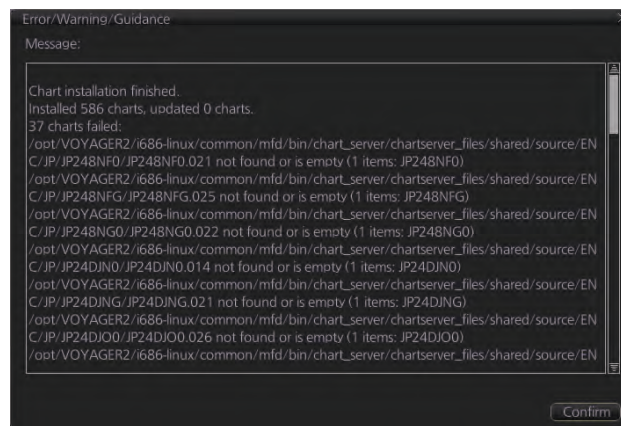 Error/Warning/Guidance
Message:
Chart installation finished.
Installed 586 charts, updated 0 charts.
37 charts failed:
/opt/VOYAGER2/i686-linux/common/mfd/bin/chart_server/chartserver_files/shared/source/EN
C/JP/JP248NF0/JP248NF0.021 not found or is empty (1 items: JP248NF0)
/opt/VOYAGER2/i686-linux/common/mfd/bin/chart_server/chartserver_files/shared/source/EN
C/JP/JP248NFG/JP248NFG.025 not found or is empty (1 items: JP248NFG)
/opt/VOYAGER2/i686-linux/common/mfd/bin/chart_server/chartserver_files/shared/source/EN
C/JP/JP248NG0/JP248NG0.022 not found or is empty (1 items: JP248NG0)
/opt/VOYAGER2/i686-linux/common/mfd/bin/chart_server/chartserver_files/shared/source/EN
C/JP/JP24DJN0/JP24DJN0.014 not found or is empty (1 items: JP24DJN0)
/opt/VOYAGER2/i686-linux/common/mfd/bin/chart_server/chartserver_files/shared/source/EN
C/JP/JP24DJNG/JP24DJNG.021 not found or is empty (1 items: JP24DJNG)
/opt/VOYAGER2/i686-linux/common/mfd/bin/chart_server/chartserver_files/shared/source/EN
C/JP/JP24DJO0/JP24DJO0.026 not found or is empty (1 items: JP24DJO0)
/opt/VOYAGER2/i686-linux/common/mfd/bin/chart_server/chartserver_files/shared/source/EN
Confirm